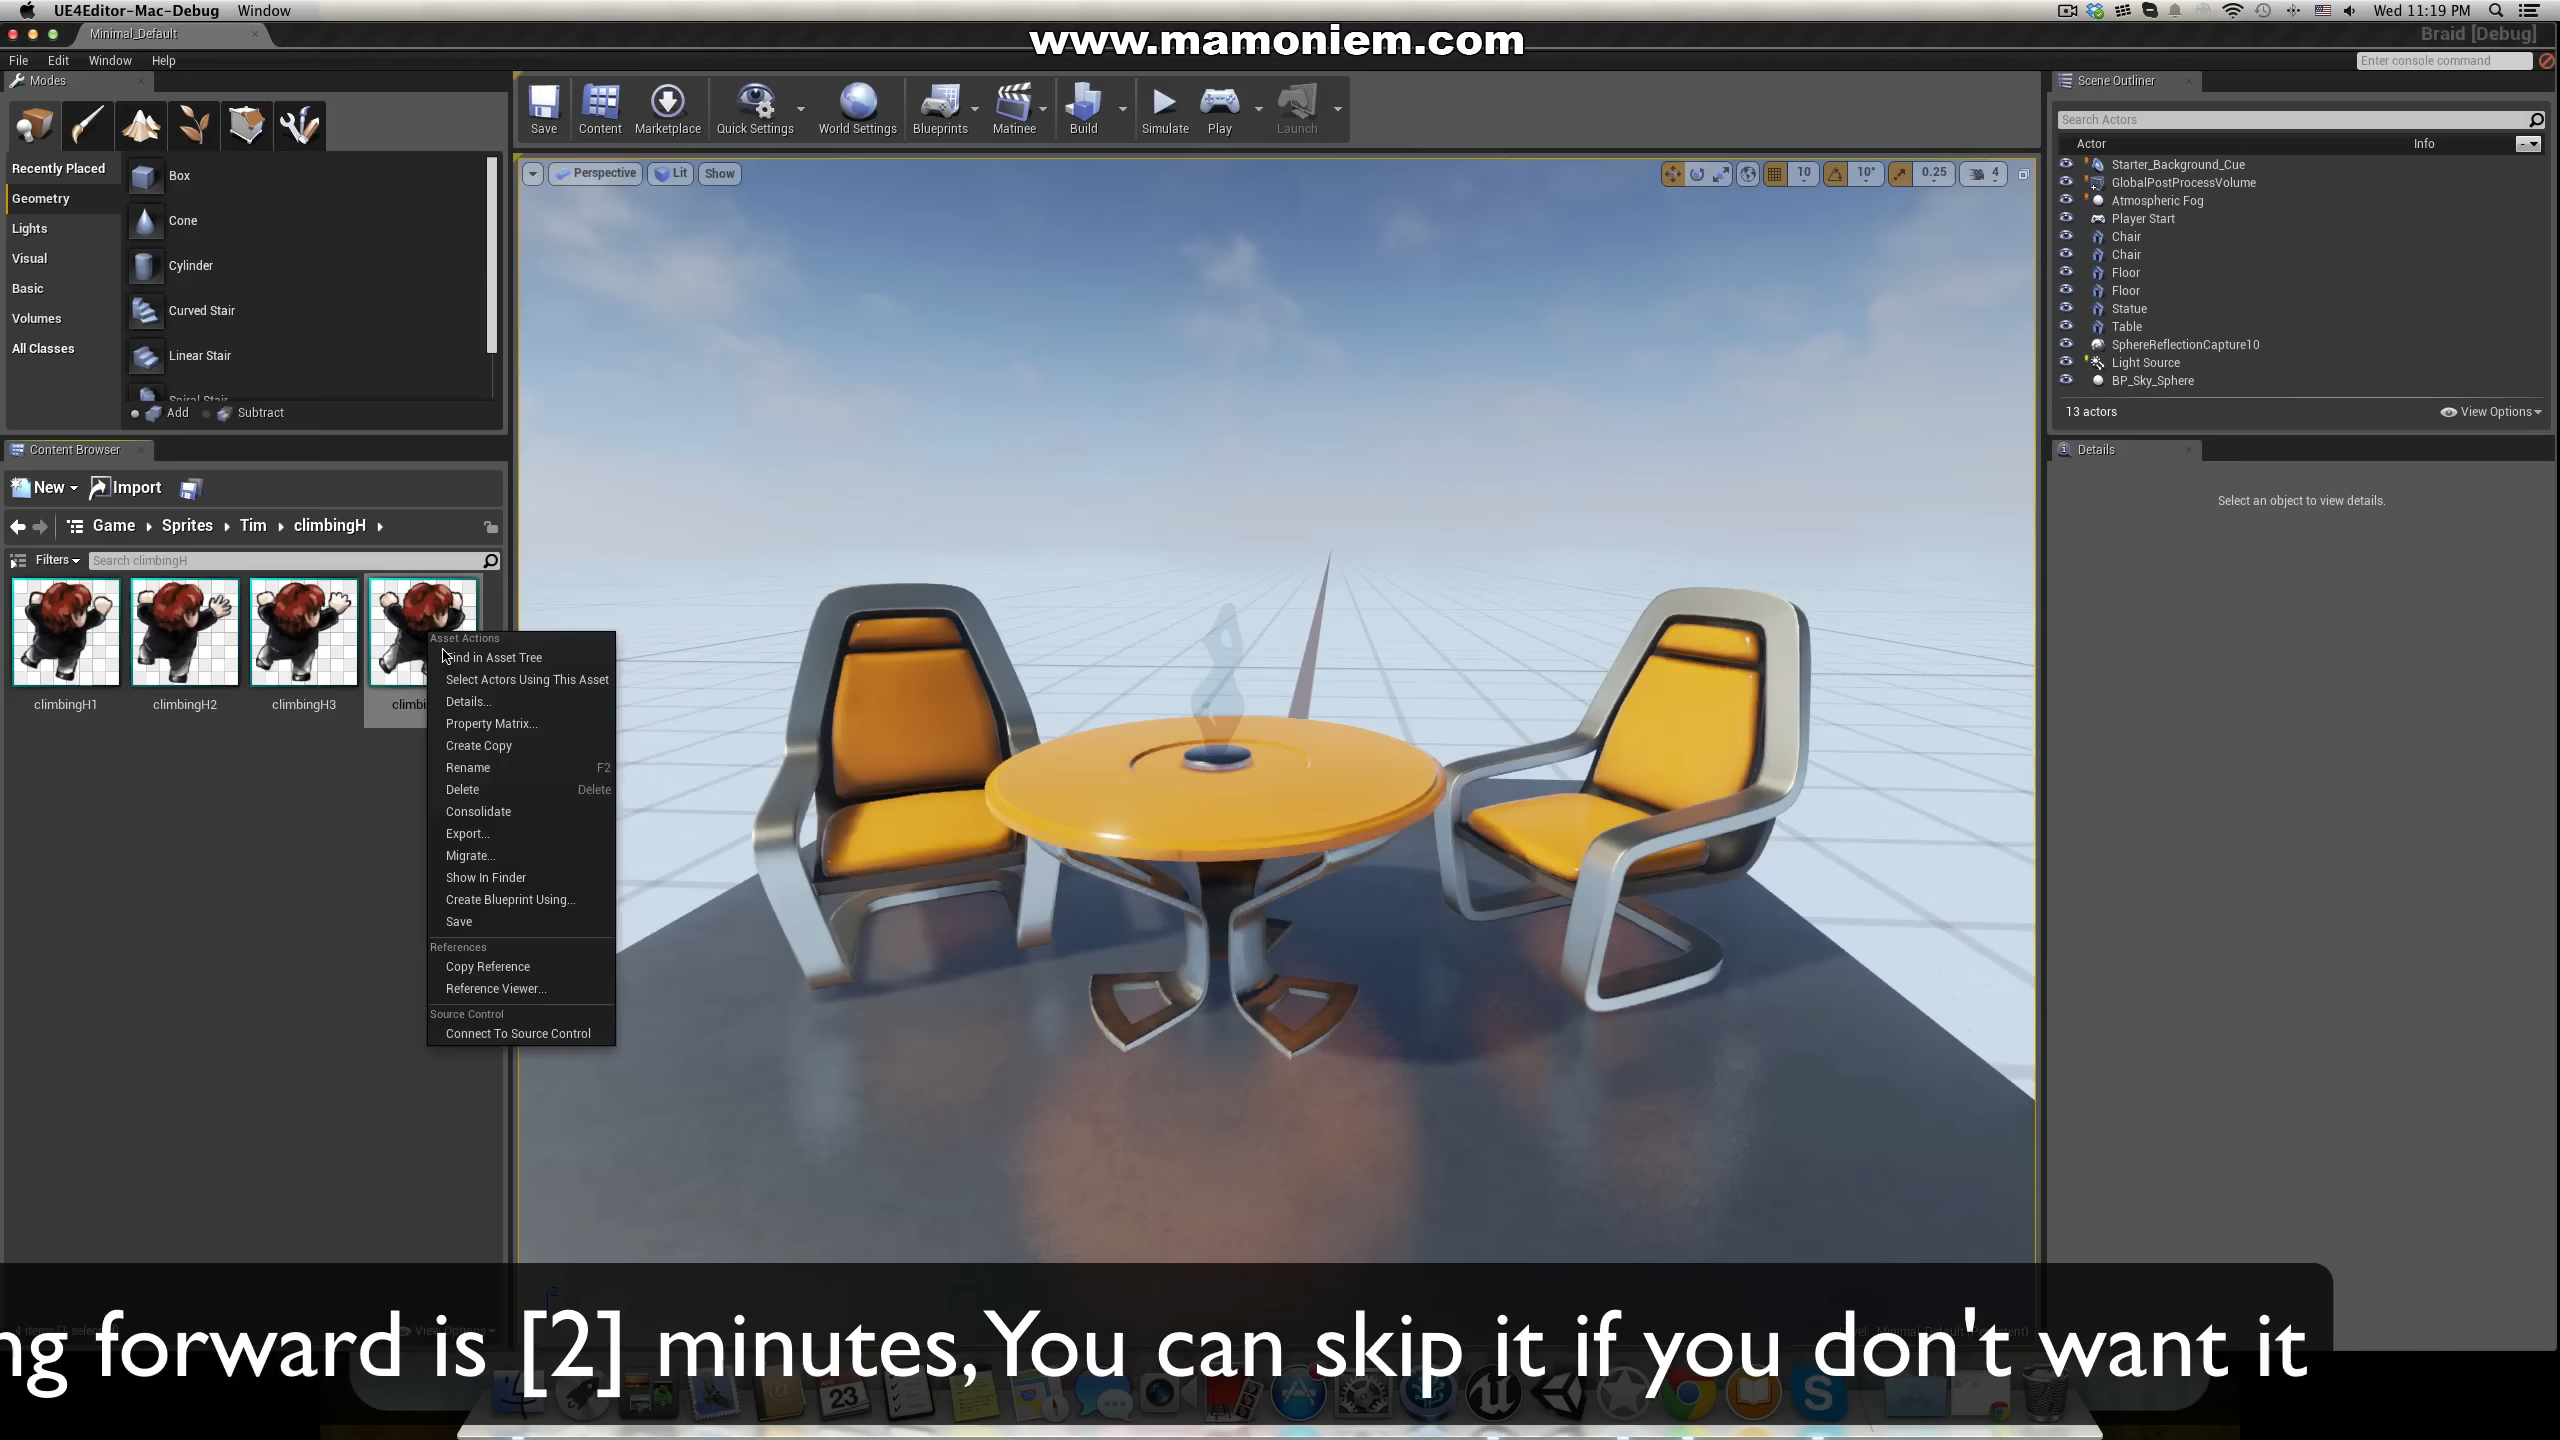 UE4Editor-Mac-Debug Window
Wed 11:19 PM
Minimal_Default
www.mamoniem.com
Braid [Debug]
File Edit Window Help
Enter console command
Modes
Save Content Marketplace Quick Settings World Settings Blueprints Matinee Build Simulate Play Launch
Scene Outliner
Search Actors
Actor Info
Recently Placed
Geometry
Lights
Visual
Basic
Volumes
All Classes
Box
Cone
Cylinder
Curved Stair
Linear Stair
Spiral Stair
Add Subtract
Perspective Lit Show
10 10° 0.25 4
Starter_Background_Cue
GlobalPostProcessVolume
Atmospheric Fog
Player Start
Chair
Chair
Floor
Floor
Statue
Table
SphereReflectionCapture10
Light Source
BP_Sky_Sphere
13 actors
View Options
Details
Select an object to view details.
Content Browser
New Import
Game Sprites Tim climbingH
Filters Search climbingH
climbingH1 climbingH2 climbingH3
Asset Actions
Find in Asset Tree
Select Actors Using This Asset
Details...
Property Matrix...
Create Copy
Rename F2
Delete Delete
Consolidate
Export...
Migrate...
Show In Finder
Create Blueprint Using...
Save
References
Copy Reference
Reference Viewer...
Source Control
Connect To Source Control
View Options
ng forward is [2] minutes, You can skip it if you don't want it
23